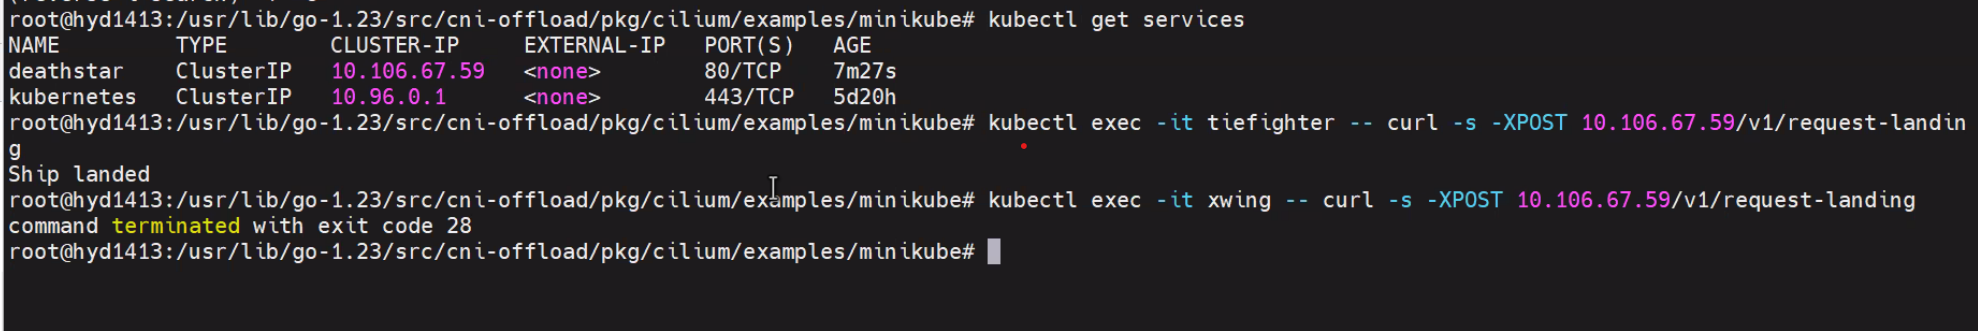 root@hyd1413:/usr/lib/go-1.23/src/cni-offload/pkg/cilium/examples/minikube# kubectl get services
NAME         TYPE        CLUSTER-IP     EXTERNAL-IP   PORT(S)   AGE
deathstar    ClusterIP   10.106.67.59   <none>        80/TCP    7m27s
kubernetes   ClusterIP   10.96.0.1      <none>        443/TCP   5d20h
root@hyd1413:/usr/lib/go-1.23/src/cni-offload/pkg/cilium/examples/minikube# kubectl exec -it tiefighter -- curl -s -XPOST 10.106.67.59/v1/request-landin
g
Ship landed
root@hyd1413:/usr/lib/go-1.23/src/cni-offload/pkg/cilium/examples/minikube# kubectl exec -it xwing -- curl -s -XPOST 10.106.67.59/v1/request-landing
command terminated with exit code 28
root@hyd1413:/usr/lib/go-1.23/src/cni-offload/pkg/cilium/examples/minikube#